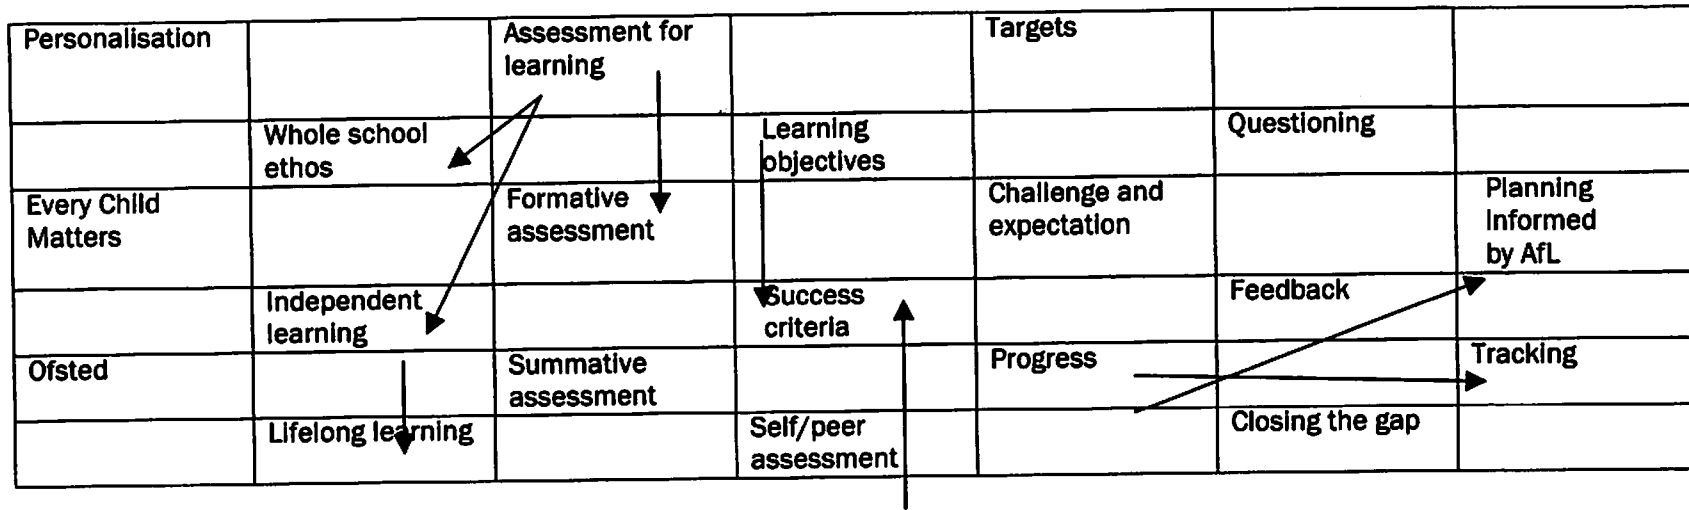 Personalisation
Assessment for
learning
Targets
Whole school
ethos
Learning
objectives
Questioning
Every Child
Matters
Formative
assessment
Challenge and
expectation
Planning
Informed
by AfL
Independent
learning
Success
criteria
Feedback
Ofsted
Summative
assessment
Progress
Tracking
Lifelong learning
Self/peer
assessment
Closing the gap